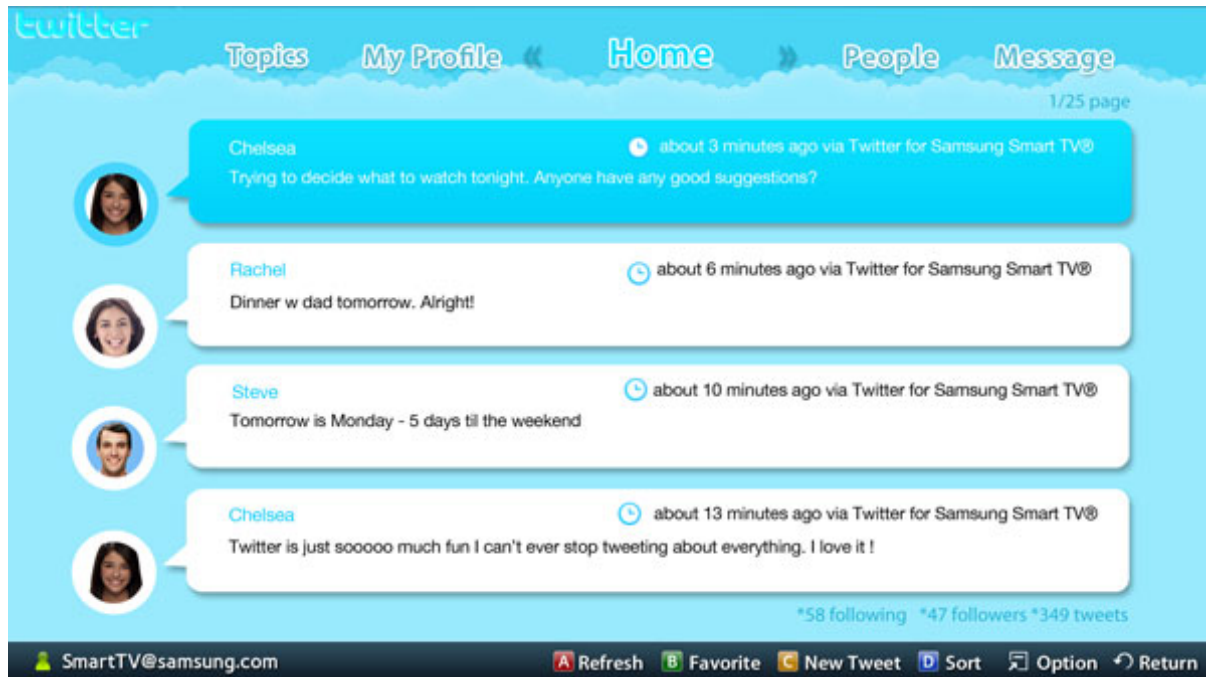 twitter
Topics My Profile « Home » People Message
1/25 page
Chelsea about 3 minutes ago via Twitter for Samsung Smart TV®
Trying to decide what to watch tonight. Anyone have any good suggestions?
Rachel about 6 minutes ago via Twitter for Samsung Smart TV®
Dinner w dad tomorrow. Alright!
Steve about 10 minutes ago via Twitter for Samsung Smart TV®
Tomorrow is Monday - 5 days til the weekend
Chelsea about 13 minutes ago via Twitter for Samsung Smart TV®
Twitter is just sooooo much fun I can't ever stop tweeting about everything. I love it !
*58 following *47 followers *349 tweets
SmartTV@samsung.com A Refresh B Favorite C New Tweet D Sort Option Return